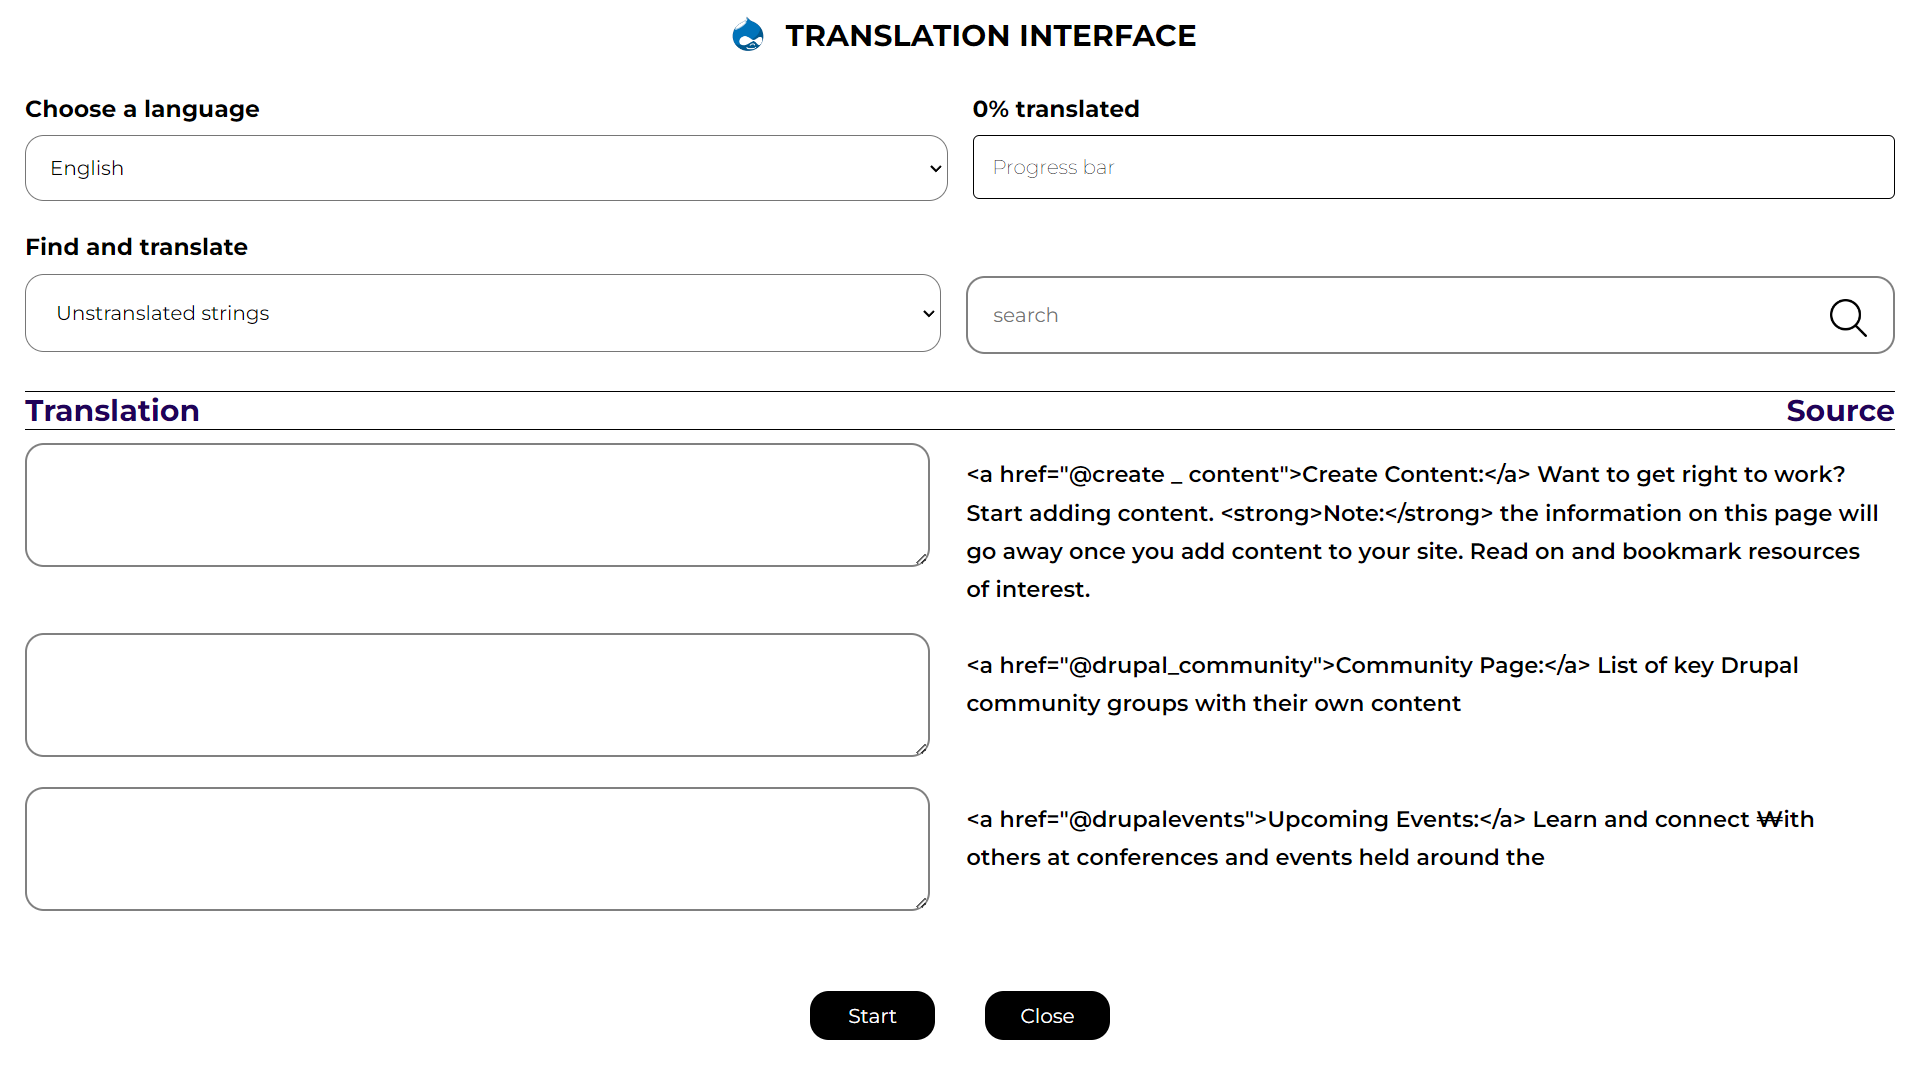 TRANSLATION INTERFACE
Choose a language
0% translated
English
Progress bar
Find and translate
Unstranslated strings
search
Translation
Source
<a href="@create _ content">Create Content:</a> Want to get right to work?
Start adding content. <strong>Note:</strong> the information on this page will
go away once you add content to your site. Read on and bookmark resources
of interest.
<a href="@drupal_community">Community Page:</a> List of key Drupal
community groups with their own content
<a href="@drupalevents">Upcoming Events:</a> Learn and connect ₩ith
others at conferences and events held around the
Start
Close